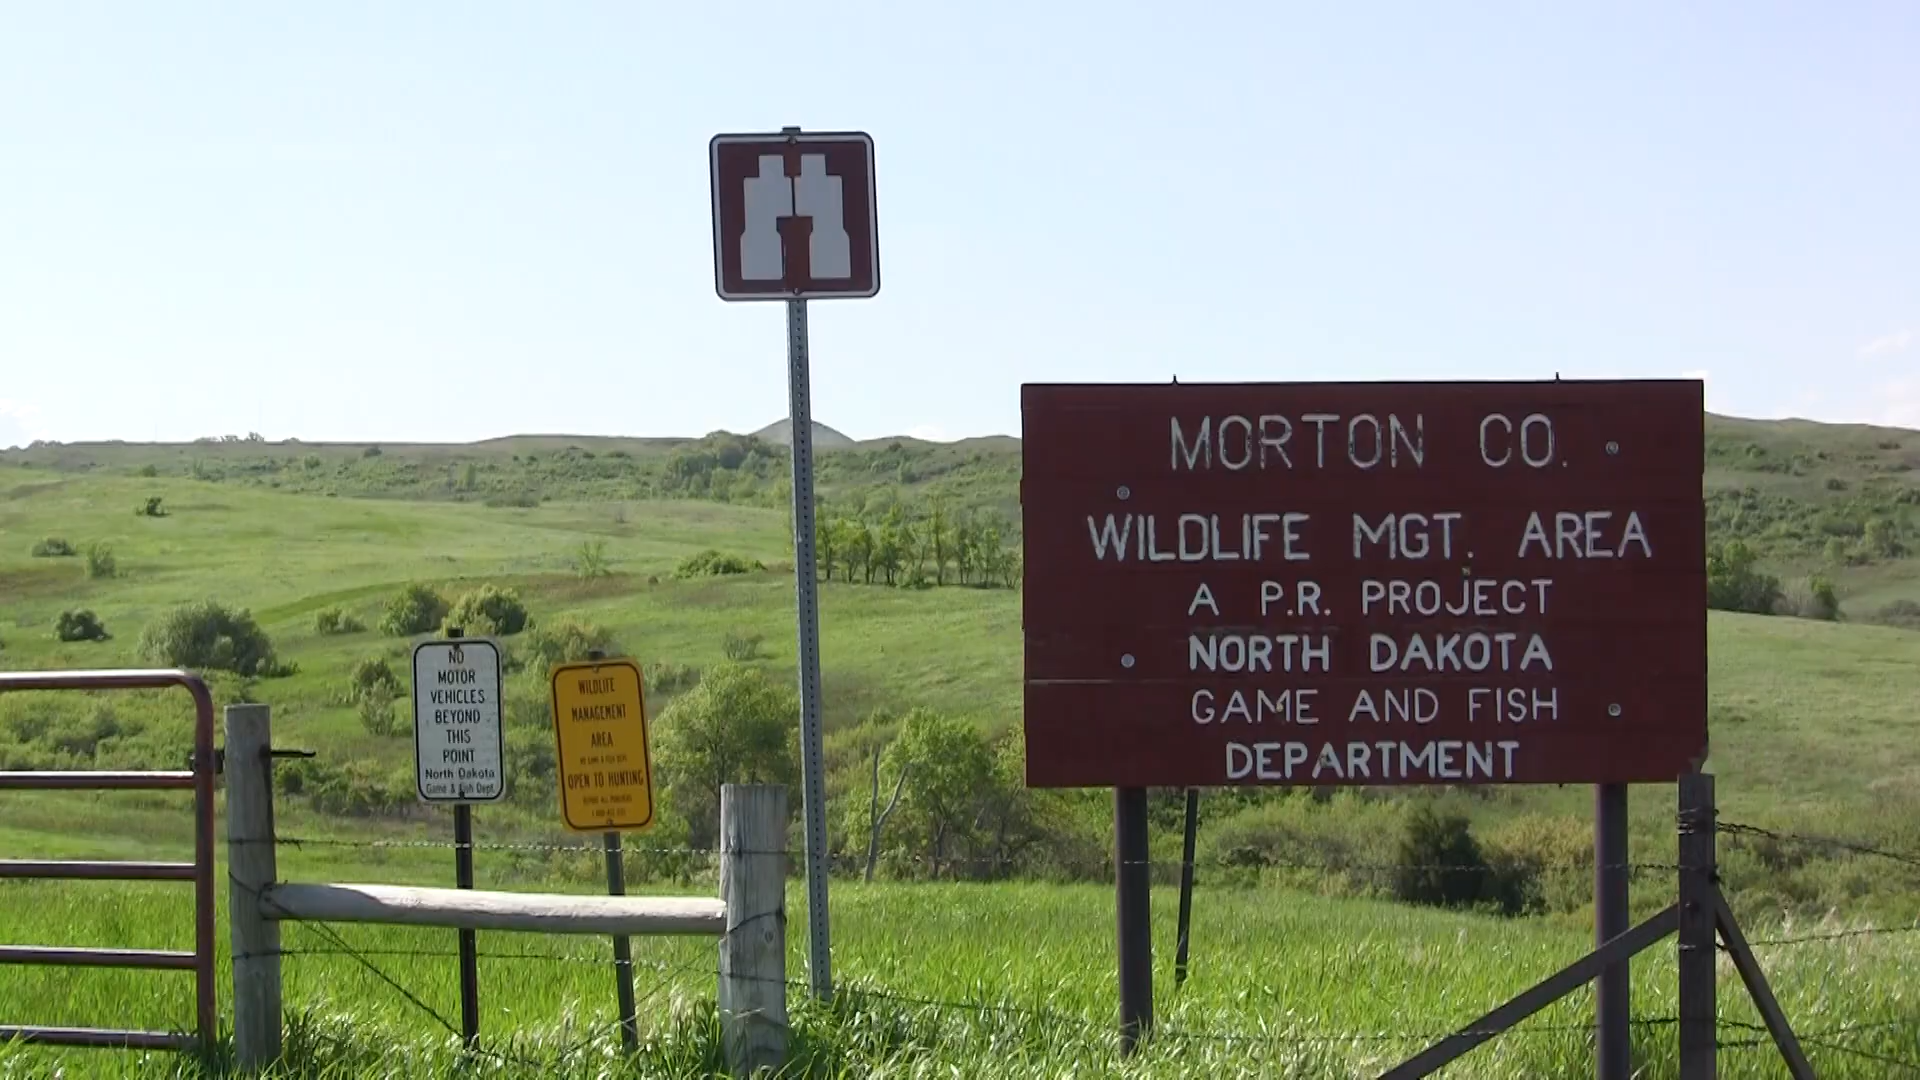 NO
MOTOR
VEHICLES
BEYOND
THIS
POINT
North Dakota
Game & Fish Dept.
WILDLIFE
MANAGEMENT
AREA
OPEN TO HUNTING
MORTON CO.
WILDLIFE MGT. AREA
A P.R. PROJECT
NORTH DAKOTA
GAME AND FISH
DEPARTMENT